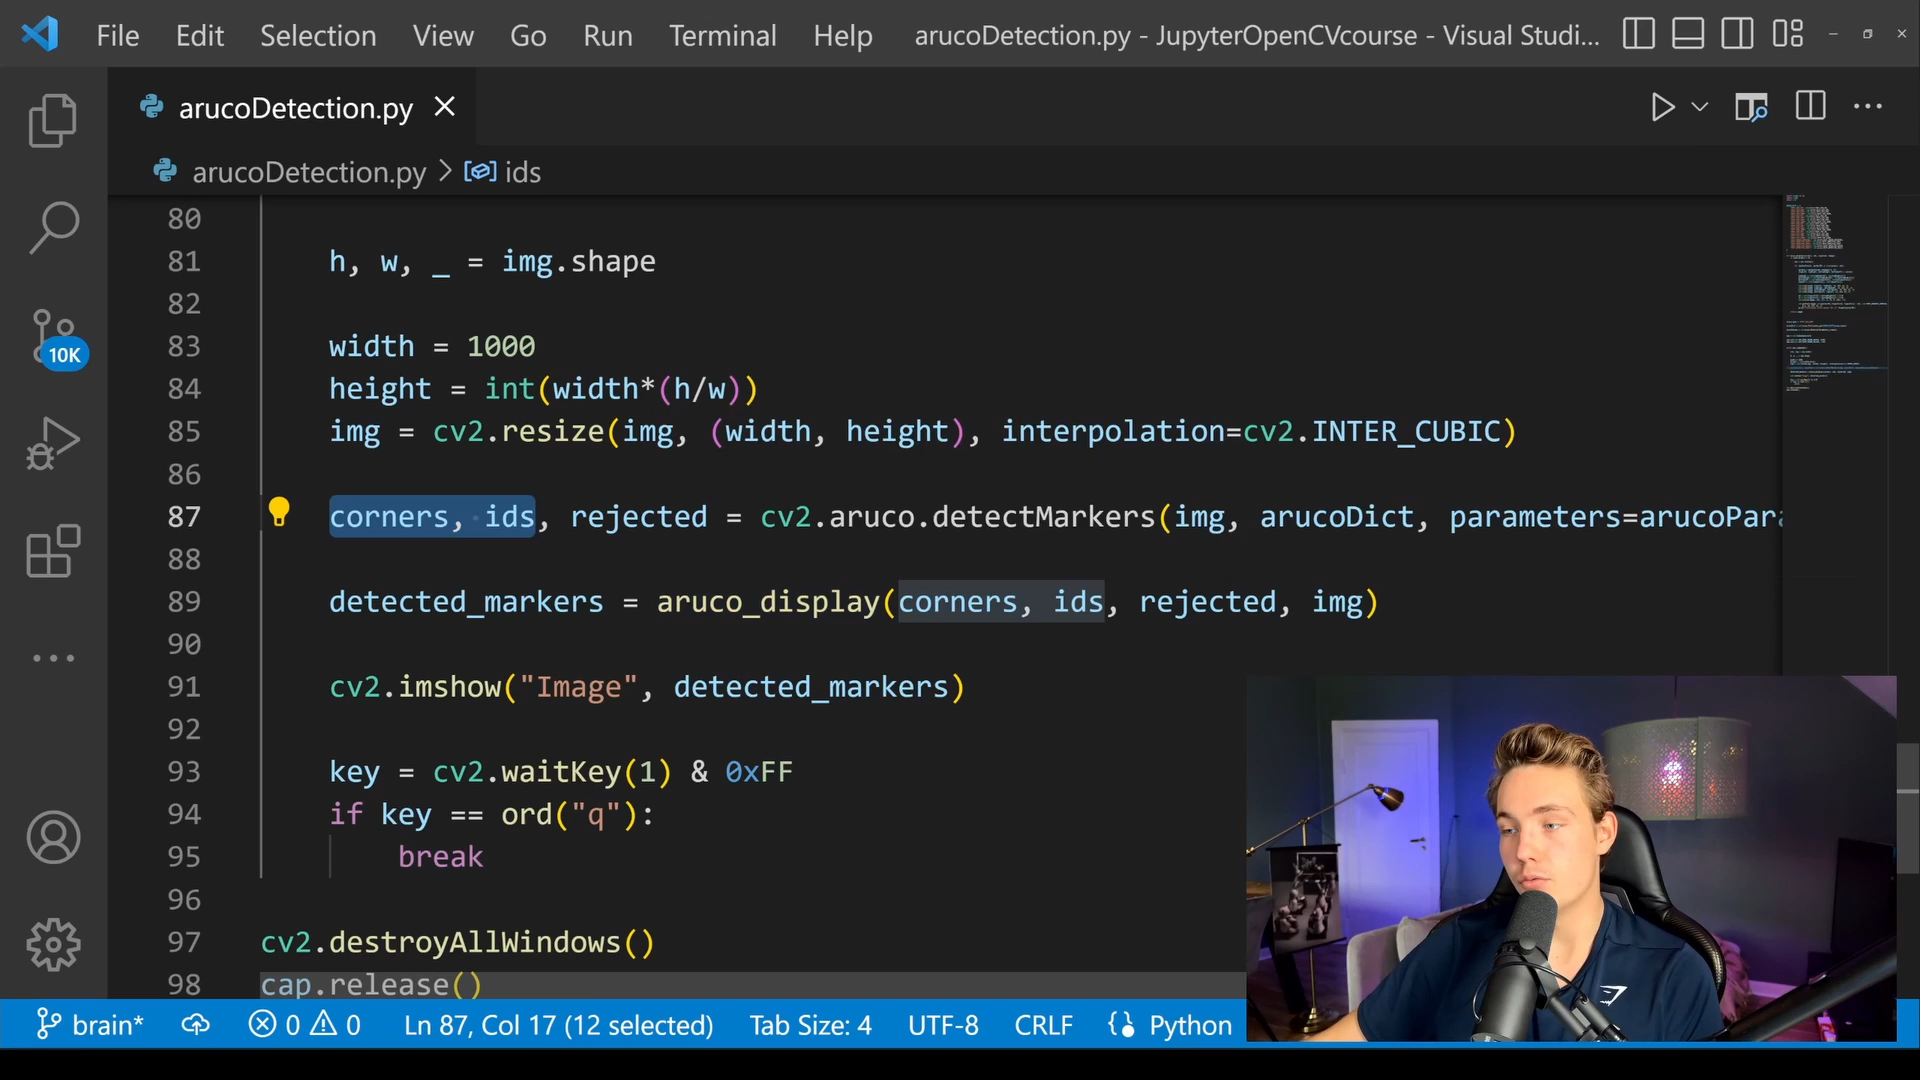 File Edit Selection View Go Run Terminal Help arucoDetection.py - JupyterOpenCVcourse - Visual Studi...
arucoDetection.py
arucoDetection.py > ids
80
81 h, w, _ = img.shape
82
83 width = 1000
84 height = int(width*(h/w))
85 img = cv2.resize(img, (width, height), interpolation=cv2.INTER_CUBIC)
86
87 corners, ids, rejected = cv2.aruco.detectMarkers(img, arucoDict, parameters=arucoPara
88
89 detected_markers = aruco_display(corners, ids, rejected, img)
90
91 cv2.imshow("Image", detected_markers)
92
93 key = cv2.waitKey(1) & 0xFF
94 if key == ord("q"):
95 break
96
97 cv2.destroyAllWindows()
98 cap.release()
10K
brain* 0 0 Ln 87, Col 17 (12 selected) Tab Size: 4 UTF-8 CRLF Python